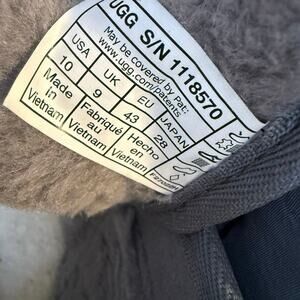 UGG S/N 1118570
May be covered by Pat:
www.ugg.com/patents
USA UK EU JAPAN
10 9 43 28
Made in Vietnam
Fabriqué au Vietnam
Hecho en Vietnam